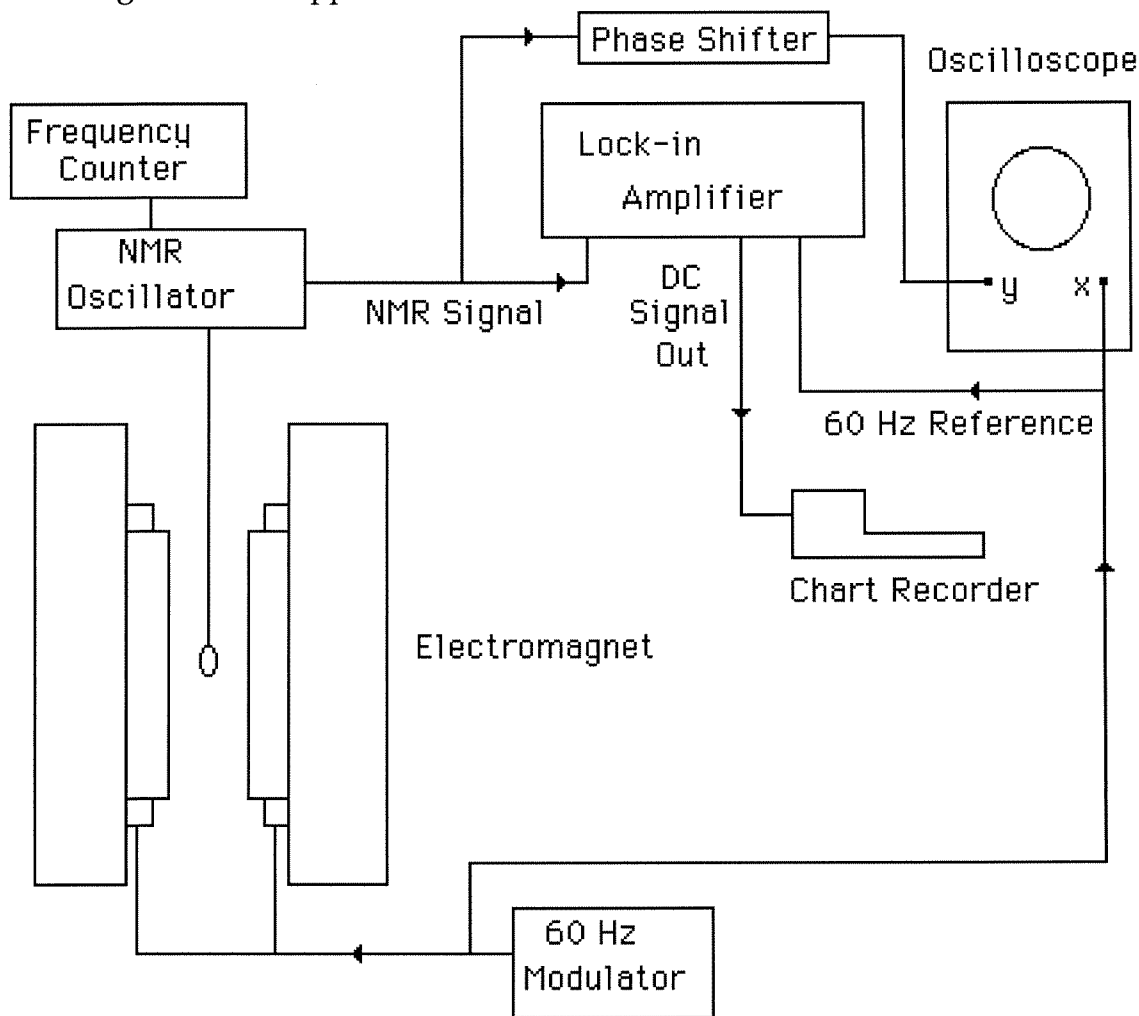 Phase Shifter
Oscilloscope
Frequency
Counter
Lock-in
Amplifier
NMR
Oscillator
NMR Signal
DC
Signal
Out
y
x
60 Hz Reference
Chart Recorder
Electromagnet
60 Hz
Modulator